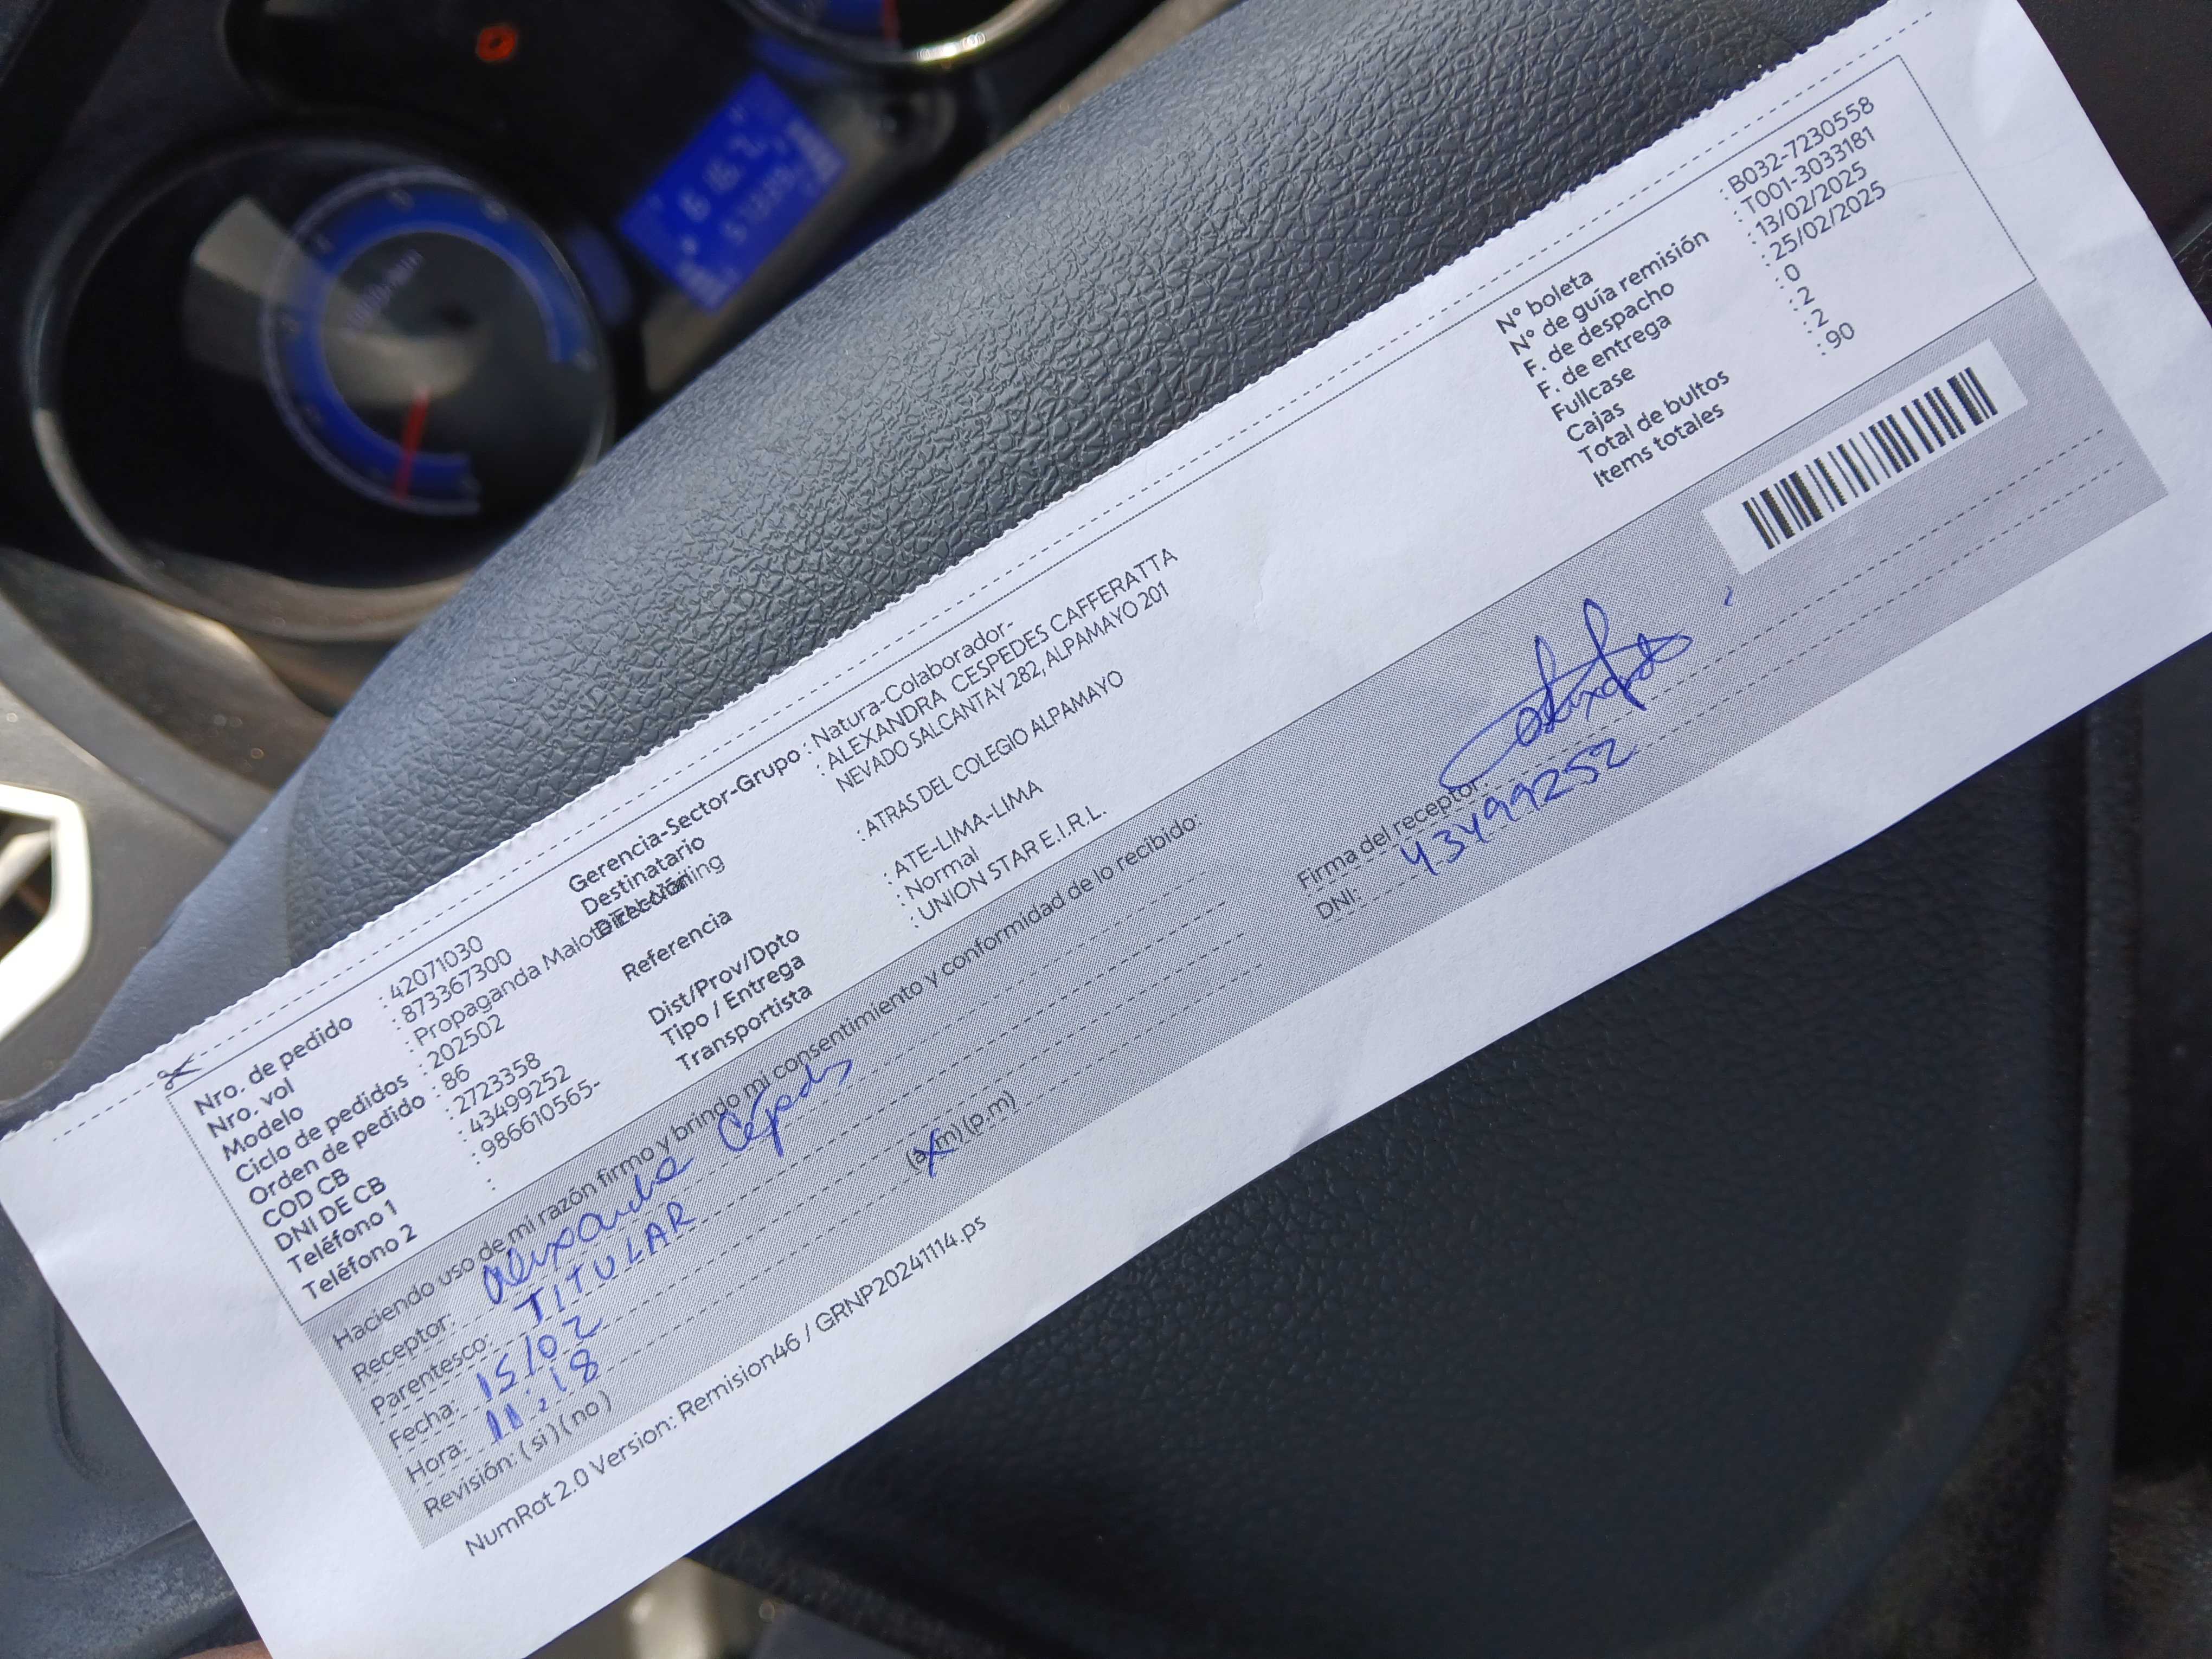 Nro. de pedido : 42071030
Nro. vol : 873367300
Modelo : Propaganda Malote TFN-Naning
Ciclo de pedidos : 202502
Orden de pedido : 86
COD CB : 2723358
DNI DE CB : 43499252
Teléfono 1 : 986610565-
Teléfono 2 :
Gerencia-Sector-Grupo : Natura-Colaborador-
Destinatario : ALEXANDRA CESPEDES CAFFERATTA
Dirección NEVADO SALCANTAY 282, ALPAMAYO 201
Referencia : ATRAS DEL COLEGIO ALPAMAYO
Dist/Prov/Dpto : ATE-LIMA-LIMA
Tipo / Entrega : Normal
Transportista : UNION STAR E.I.R.L.
N° boleta : B032-7230558
N° de guía remisión : T001-3033181
F. de despacho : 13/02/2025
F. de entrega : 25/02/2025
Fullcase : 0
Cajas : 2
Total de bultos : 2
Items totales : 90
Haciendo uso de mi razón firmo y brindo mi consentimiento y conformidad de lo recibido:
Receptor: Alexandra
Parentesco: TITULAR
Fecha: 15/02
Hora: 11:18 (a.m) (p.m)
Revisión: ( si ) ( no )
Firma del receptor:
DNI: 43499252
NumRot 2.0 Version: Remision46 / GRNP20241114.ps